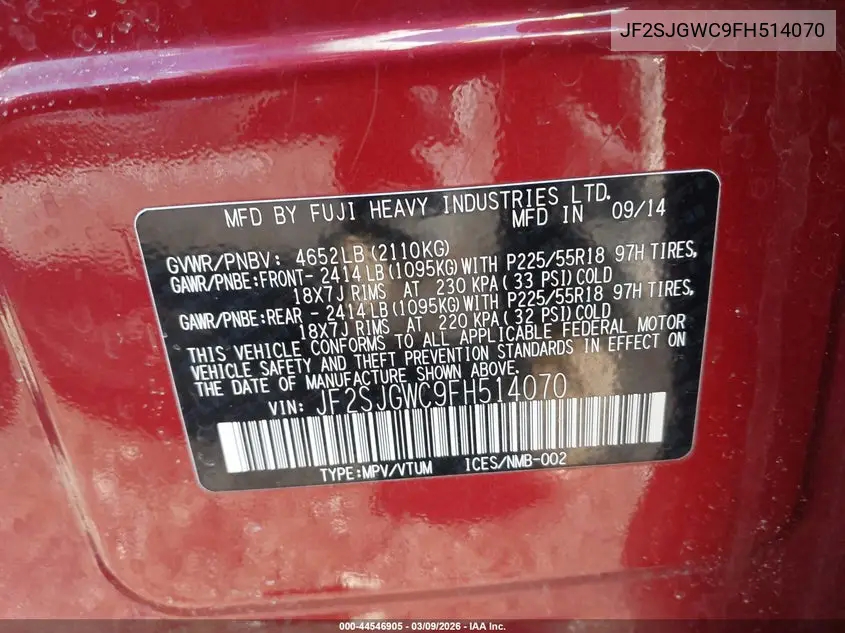 JF2SJGWC9FH514070
MFD BY FUJI HEAVY INDUSTRIES LTD.
MFD IN 09/14
GVWR/PNBV: 4652LB (2110KG)
GAWR/PNBE:FRONT- 2414LB (1095KG) WITH P225/55R18 97H TIRES,
18X7J RIMS AT 230 KPA ( 33 PSI) COLD
GAWR/PNBE:REAR - 2414LB (1095KG) WITH P225/55R18 97H TIRES,
18X7J RIMS AT 220 KPA ( 32 PSI) COLD
THIS VEHICLE CONFORMS TO ALL APPLICABLE FEDERAL MOTOR
VEHICLE SAFETY AND THEFT PREVENTION STANDARDS IN EFFECT ON
THE DATE OF MANUFACTURE SHOWN ABOVE.
VIN: JF2SJGWC9FH514070
TYPE:MPV/VTUM ICES/NMB-002
000-44546905 - 03/09/2026 - IAA Inc.